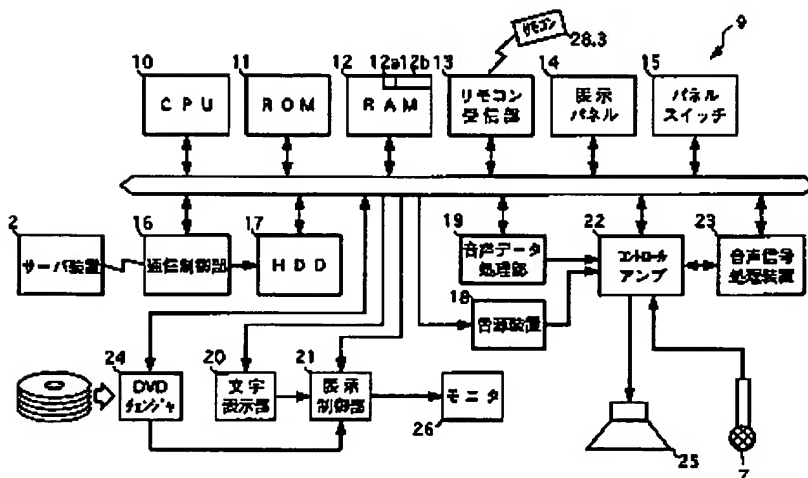 リモコン
28.3
9
10
11
12
12a
12b
13
14
15
CPU
ROM
RAM
リモコン
受信部
表示
パネル
パネル
スイッチ
2
16
17
19
22
23
サーバ装置
通信制御部
HDD
音声データ
処理部
コントロール
アンプ
音声信号
処理装置
18
音源装置
24
20
21
DVD
チェンジャ
文字
表示部
表示
制御部
モニタ
26
25
7